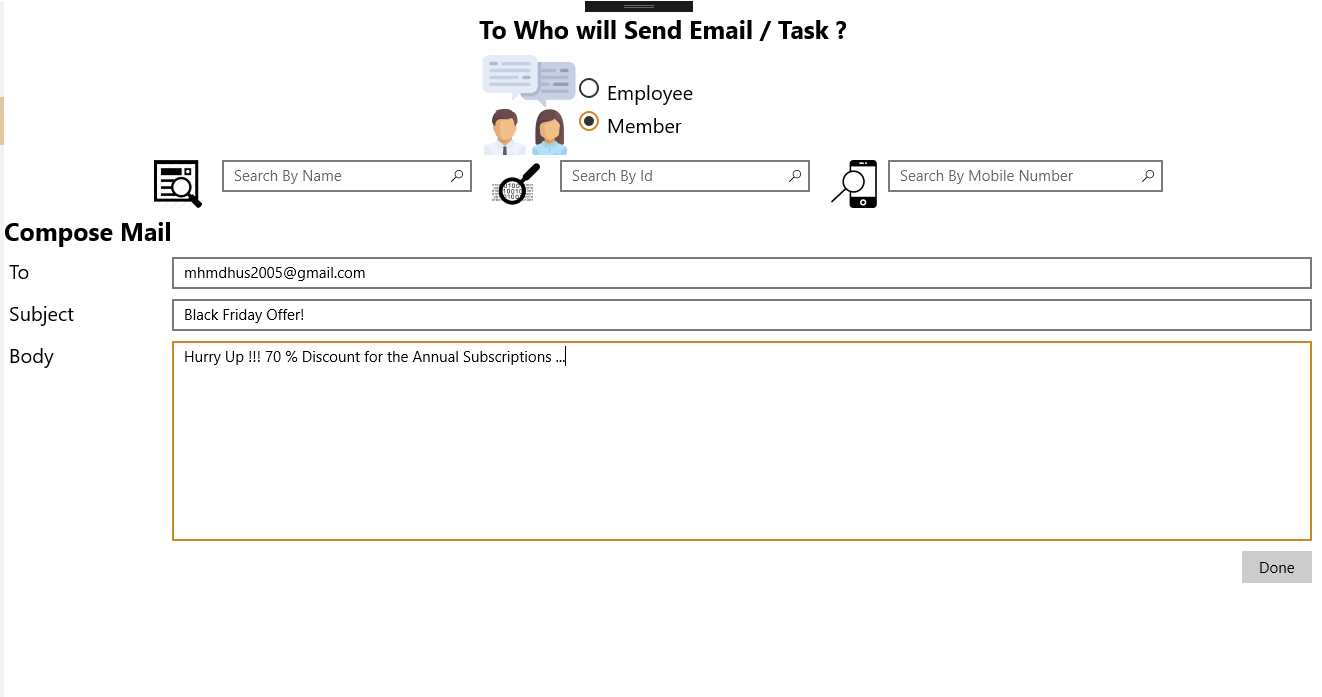 To Who will Send Email / Task ?
Employee
Member
Search By Name
Search By Id
Search By Mobile Number
Compose Mail
To
mhmdhus2005@gmail.com
Subject
Black Friday Offer!
Body
Hurry Up !!! 70 % Discount for the Annual Subscriptions ...
Done